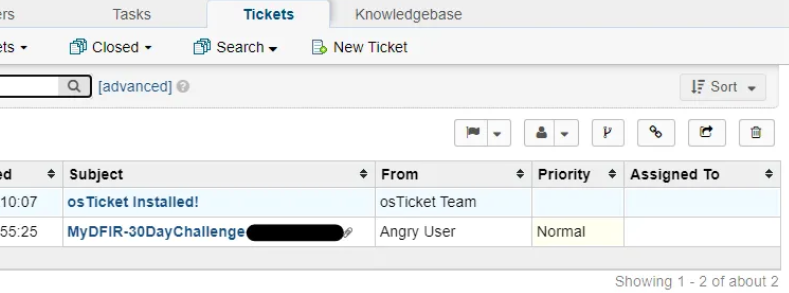 ers Tasks Tickets Knowledgebase
ets Closed Search New Ticket
[advanced] Sort
ed Subject From Priority Assigned To
10:07 osTicket Installed! osTicket Team
55:25 MyDFIR-30DayChallenge Angry User Normal
Showing 1 - 2 of about 2